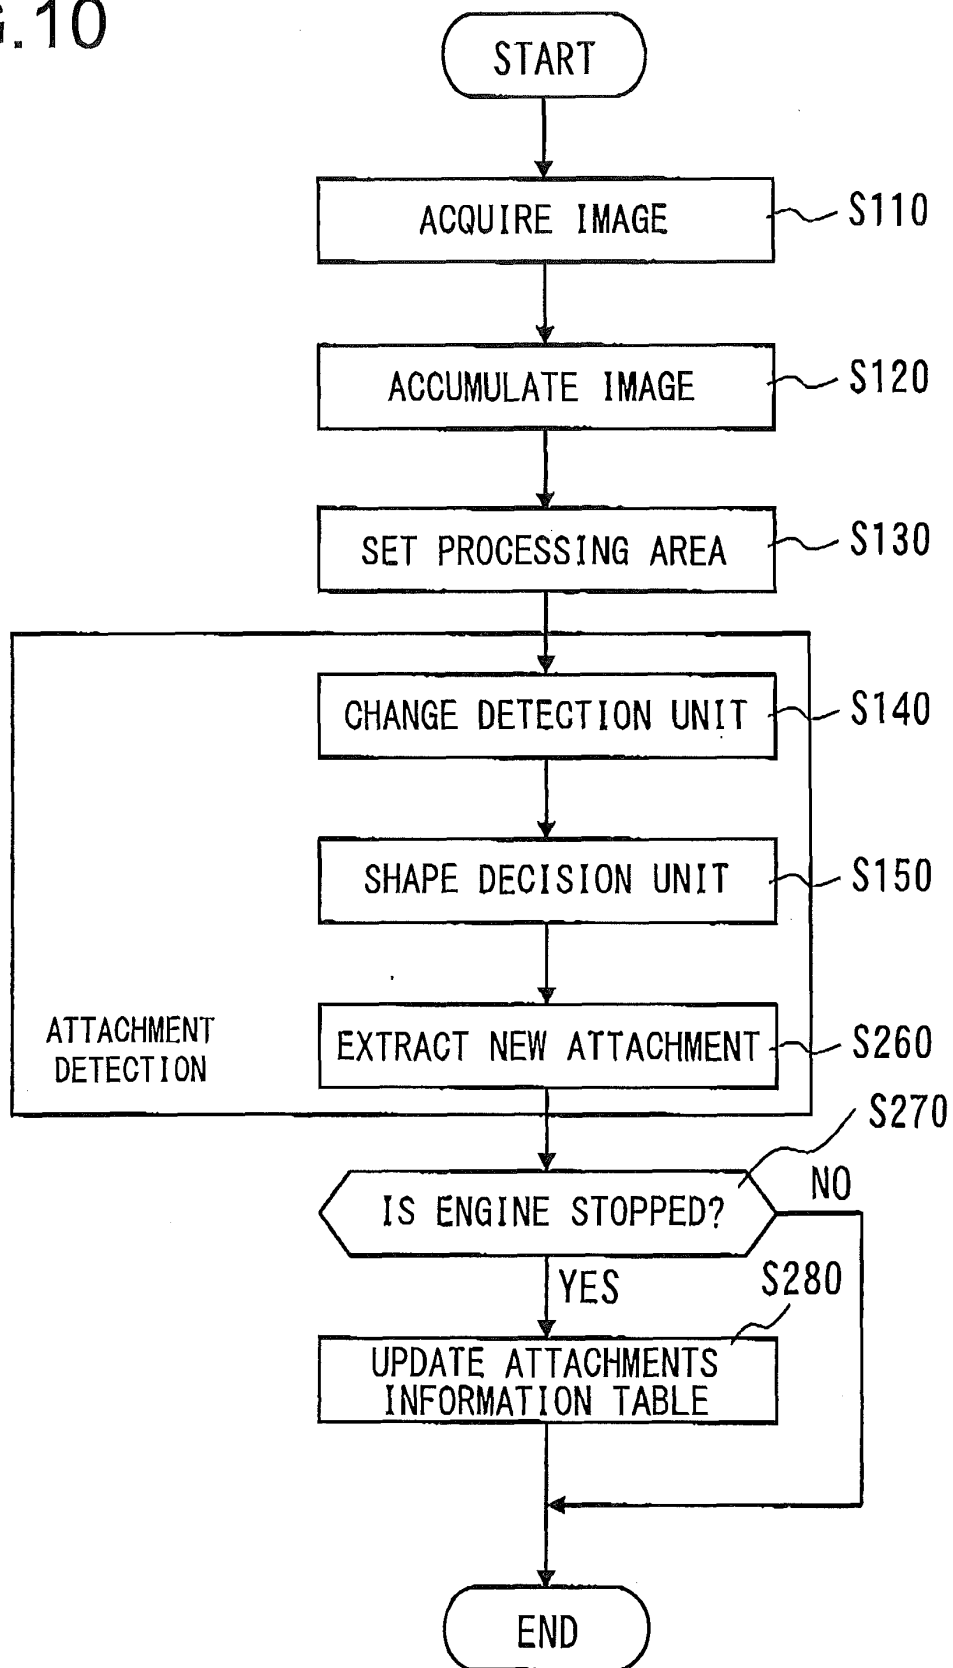 G.10
START
ACQUIRE IMAGE
S110
ACCUMULATE IMAGE
S120
SET PROCESSING AREA
S130
CHANGE DETECTION UNIT
S140
SHAPE DECISION UNIT
S150
EXTRACT NEW ATTACHMENT
S260
ATTACHMENT
DETECTION
S270
IS ENGINE STOPPED?
NO
YES
S280
UPDATE ATTACHMENTS
INFORMATION TABLE
END